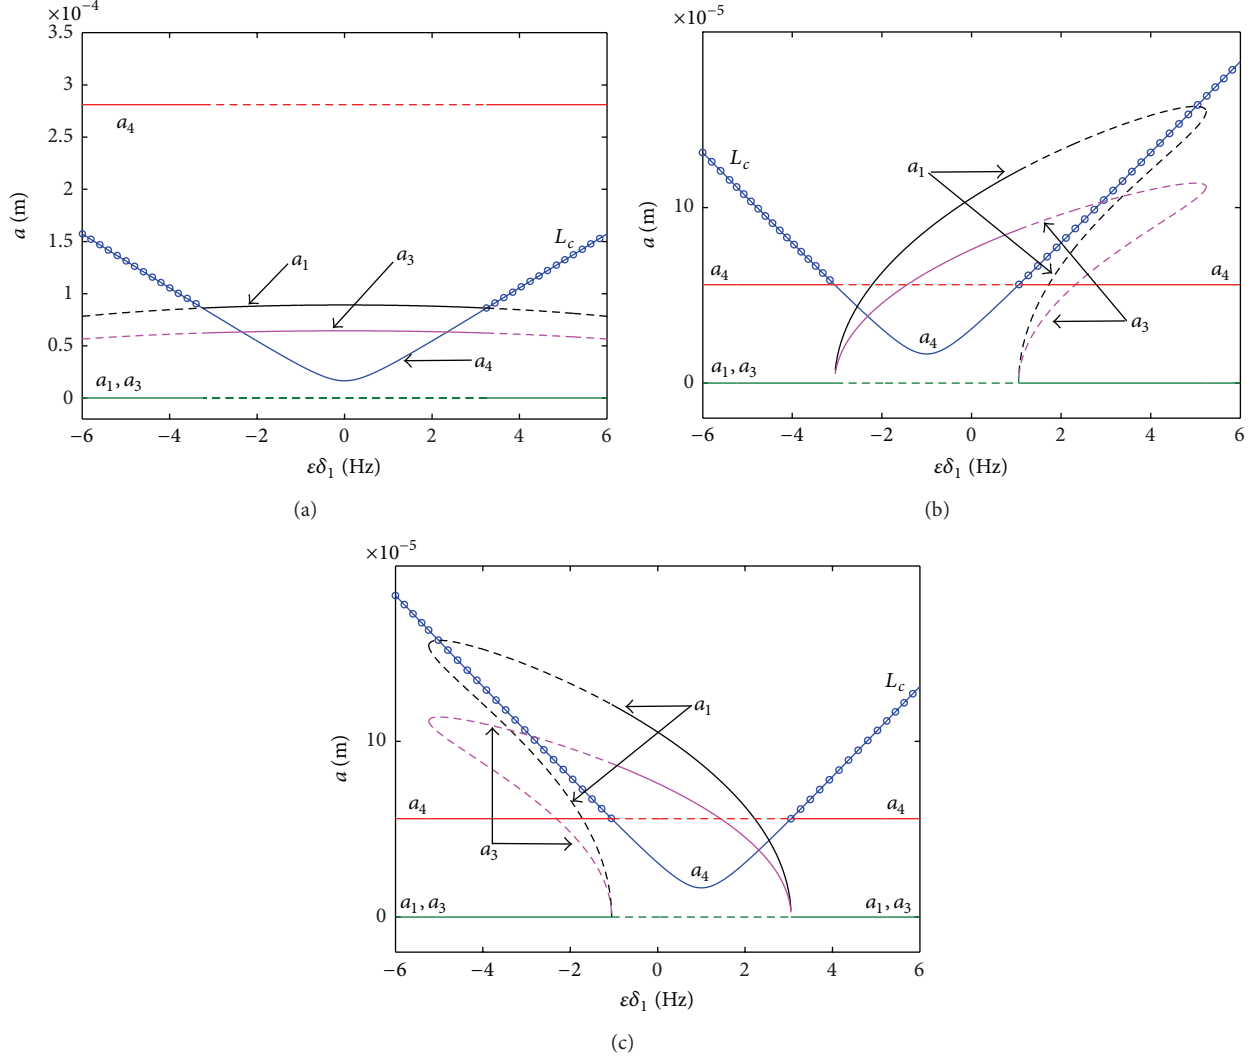 ×10⁻⁴
3.5
3
2.5
2
1.5
1
0.5
0
a (m)
a₄
L_c
a₁
a₃
a₄
a₁, a₃
−6 −4 −2 0 2 4 6
εδ₁ (Hz)
(a)
×10⁻⁵
10
0
a (m)
L_c
a₁
a₄
a₄
a₄
a₃
a₁, a₃
−6 −4 −2 0 2 4 6
εδ₁ (Hz)
(b)
×10⁻⁵
10
0
a (m)
L_c
a₁
a₄
a₄
a₃
a₄
a₁, a₃
a₁, a₃
−6 −4 −2 0 2 4 6
εδ₁ (Hz)
(c)